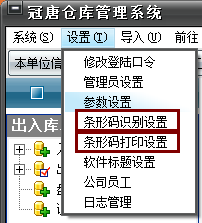 冠唐仓库管理系统
系统(S) 设置(T) 导入(U) 前往
本单位信
修改登陆口令
管理员设置
参数设置
条形码识别设置
条形码打印设置
软件标题设置
公司员工
日志管理
出入库